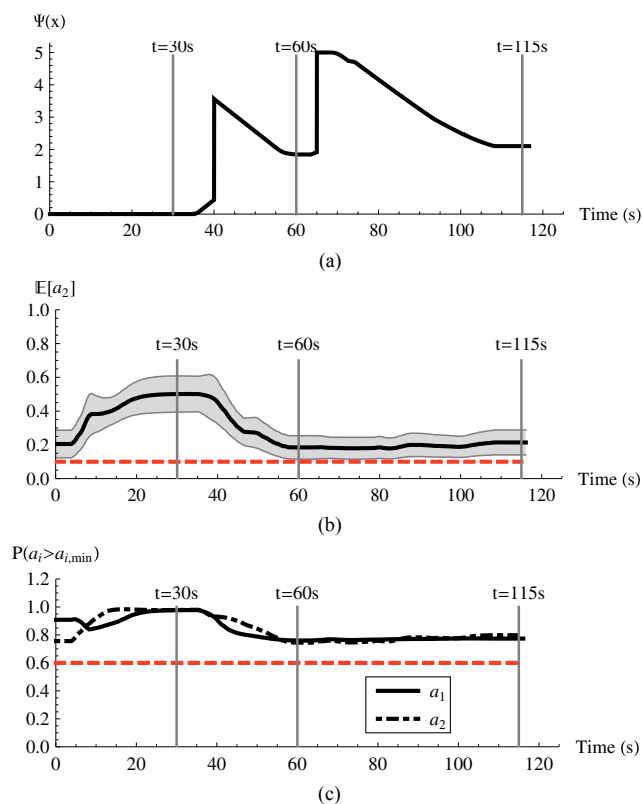 Ψ(x)
t=30s t=60s t=115s
5
4
3
2
1
0
0 20 40 60 80 100 120 Time (s)
(a)
𝔼[a₂]
1.0
t=30s t=60s t=115s
0.8
0.6
0.4
0.2
0.0
0 20 40 60 80 100 120 Time (s)
(b)
P(aᵢ>aᵢ,min)
1.2
t=30s t=60s t=115s
1.0
0.8
0.6
0.4
a₁
0.2
a₂
0.0
0 20 40 60 80 100 120 Time (s)
(c)